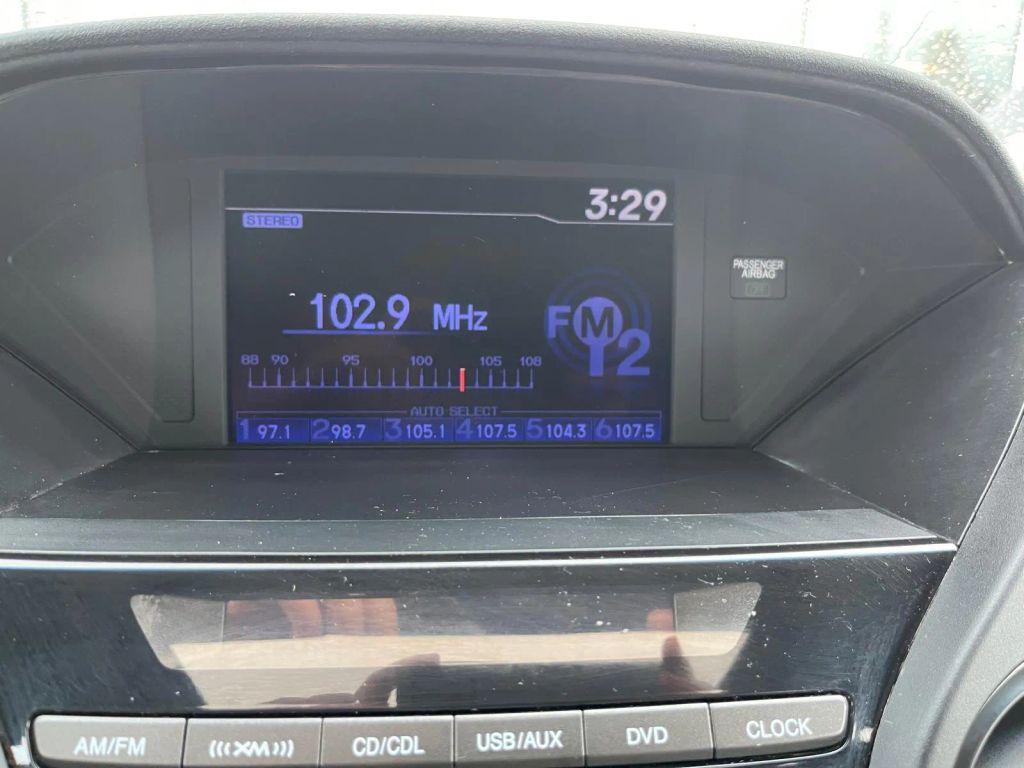 3:29
STEREO
PASSENGER
AIRBAG
OFF
102.9 MHz
FM2
88 90 95 100 105 108
AUTO SELECT
1 97.1 2 98.7 3 105.1 4 107.5 5 104.3 6 107.5
AM/FM (((XM))) CD/CDL USB/AUX DVD CLOCK